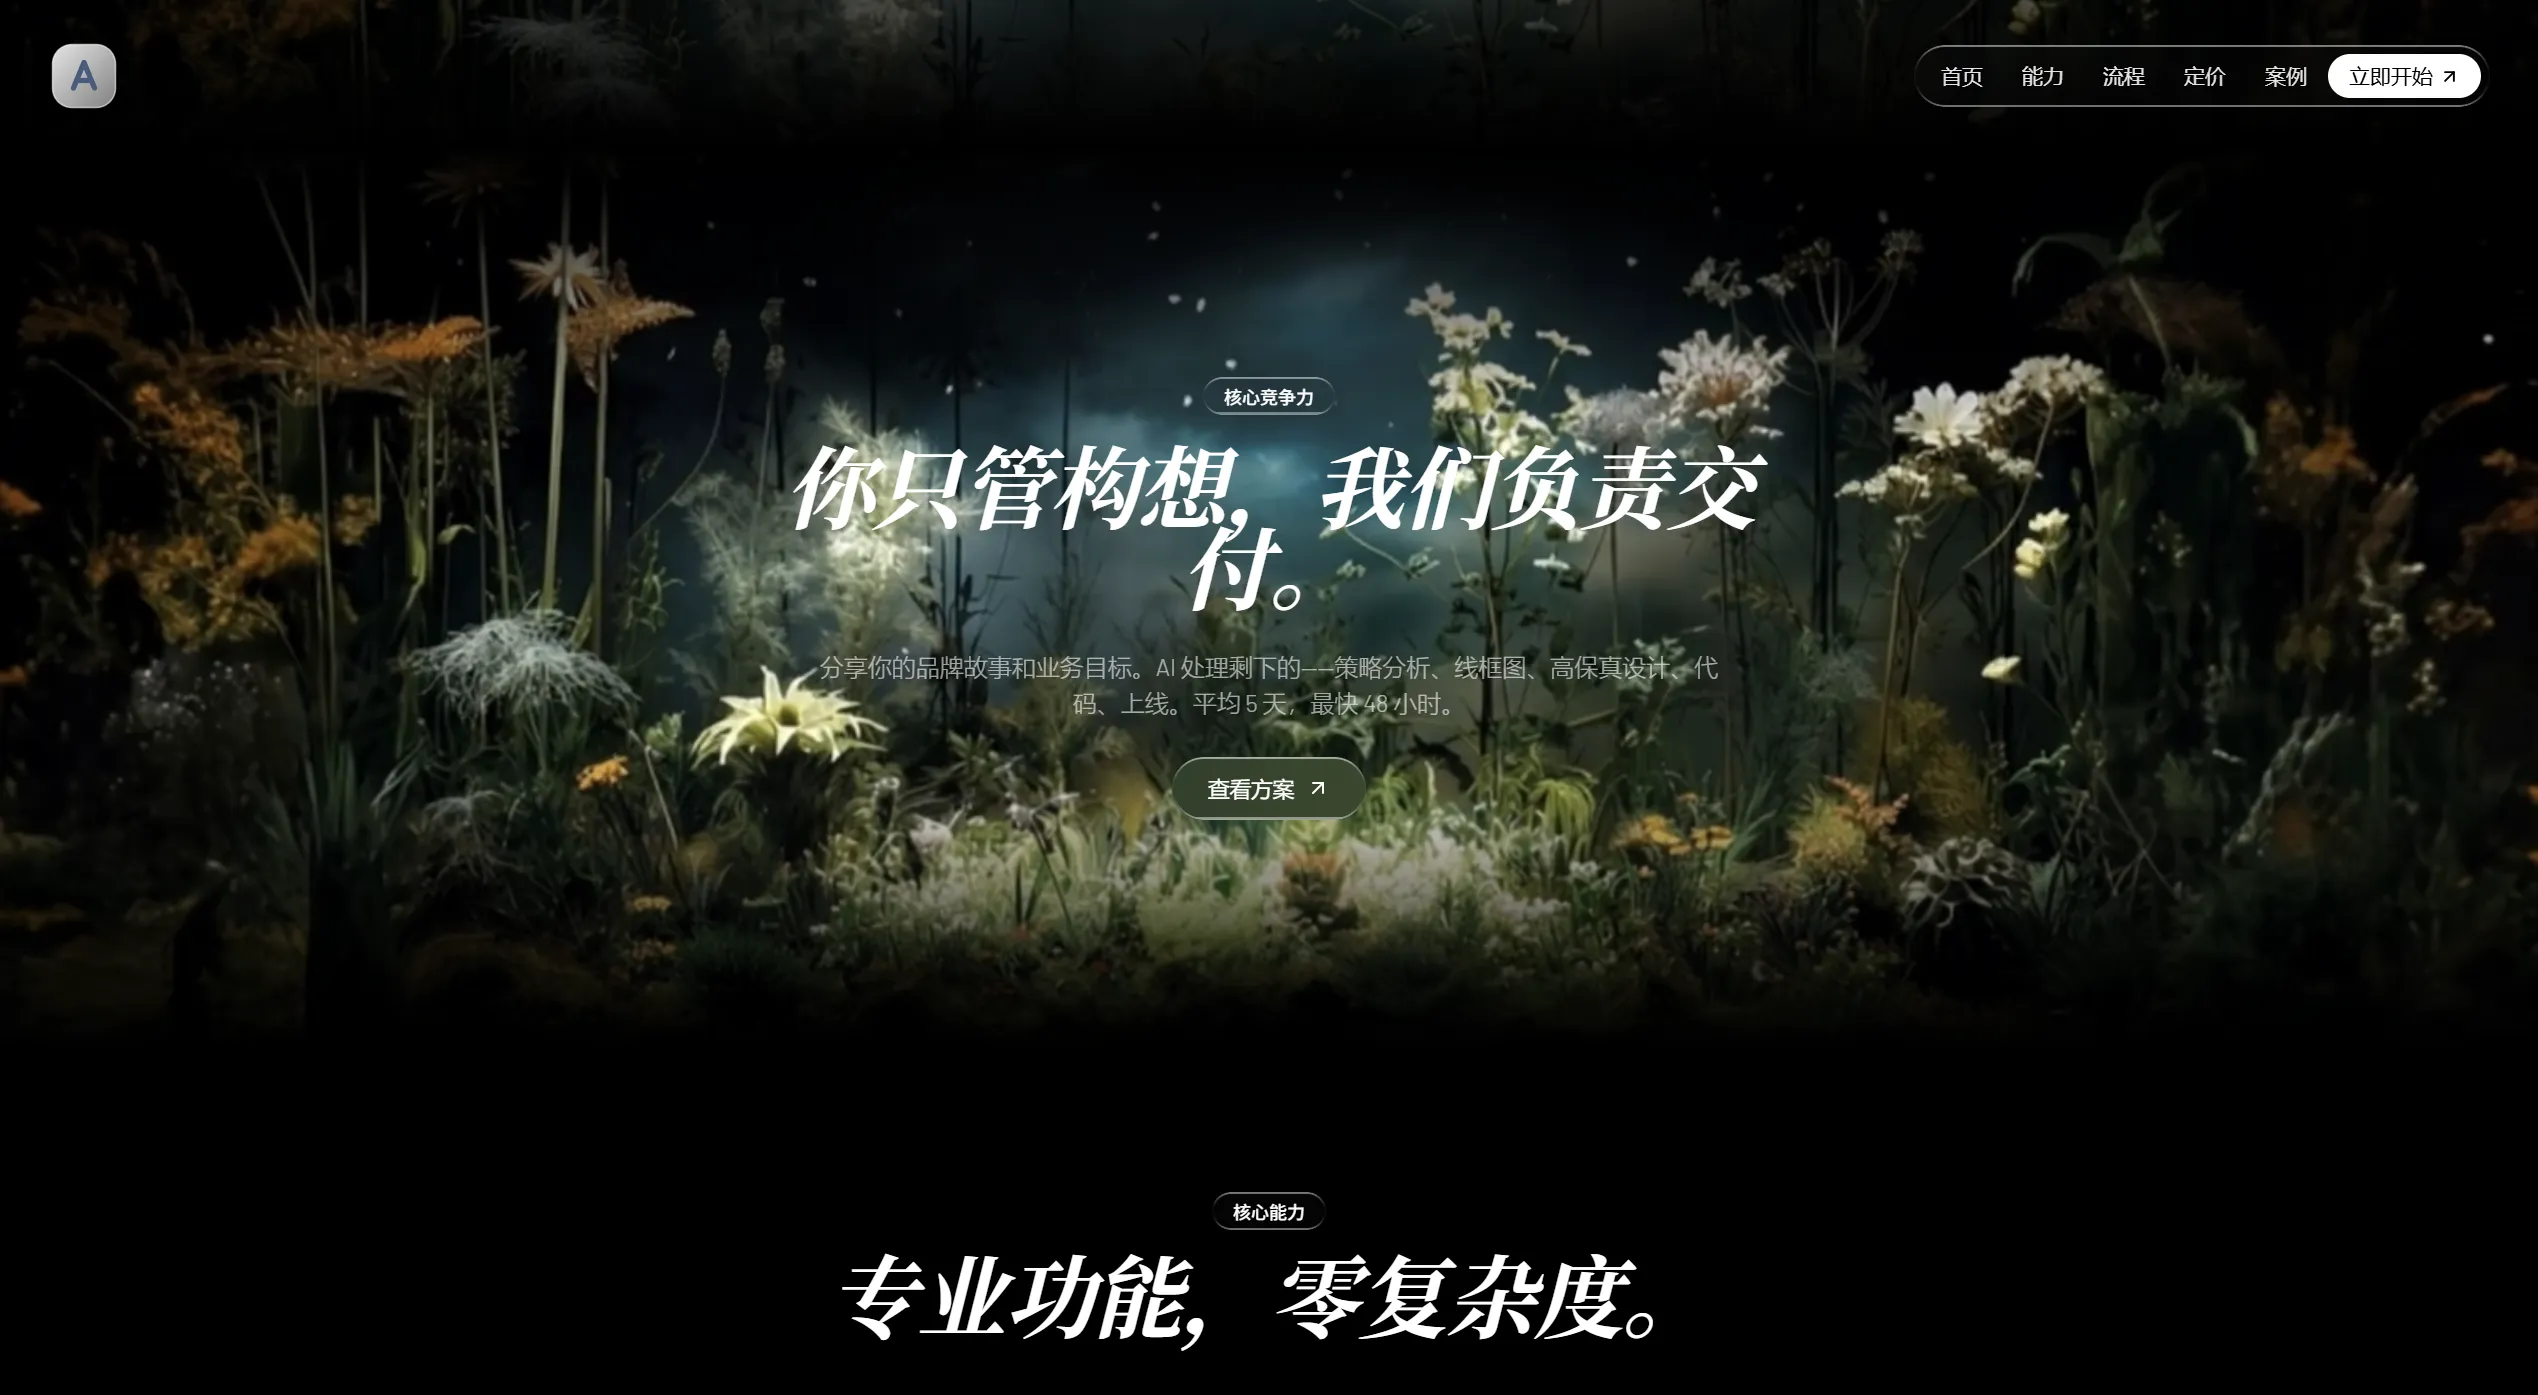 A
首页 能力 流程 定价 案例 立即开始
核心竞争力
你只管构想，我们负责交
付。
分享你的品牌故事和业务目标。AI 处理剩下的——策略分析、线框图、高保真设计、代
码、上线。平均 5 天，最快 48 小时。
查看方案
核心能力
专业功能，零复杂度。